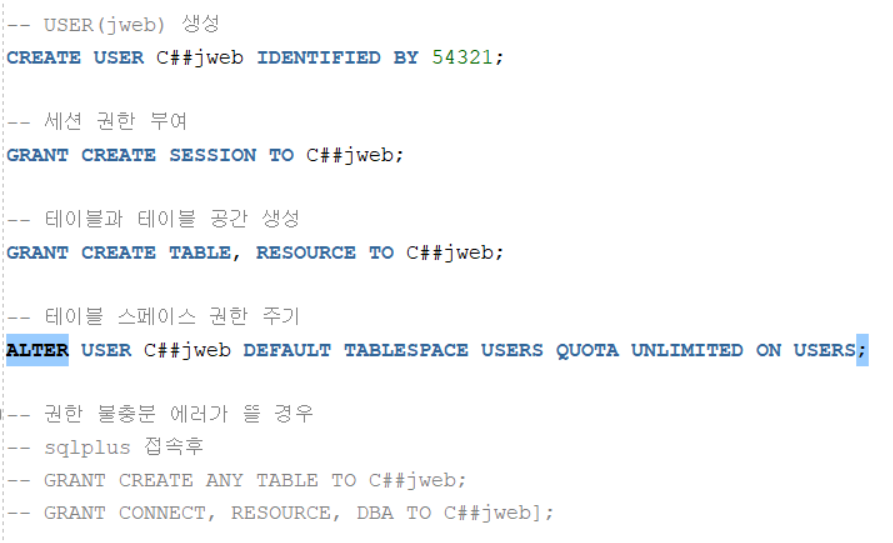 -- USER(jweb) 생성
CREATE USER C##jweb IDENTIFIED BY 54321;
-- 세션 권한 부여
GRANT CREATE SESSION TO C##jweb;
-- 테이블과 테이블 공간 생성
GRANT CREATE TABLE, RESOURCE TO C##jweb;
-- 테이블 스페이스 권한 주기
ALTER USER C##jweb DEFAULT TABLESPACE USERS QUOTA UNLIMITED ON USERS;
-- 권한 불충분 에러가 뜰 경우
-- sqlplus 접속후
-- GRANT CREATE ANY TABLE TO C##jweb;
-- GRANT CONNECT, RESOURCE, DBA TO C##jweb];